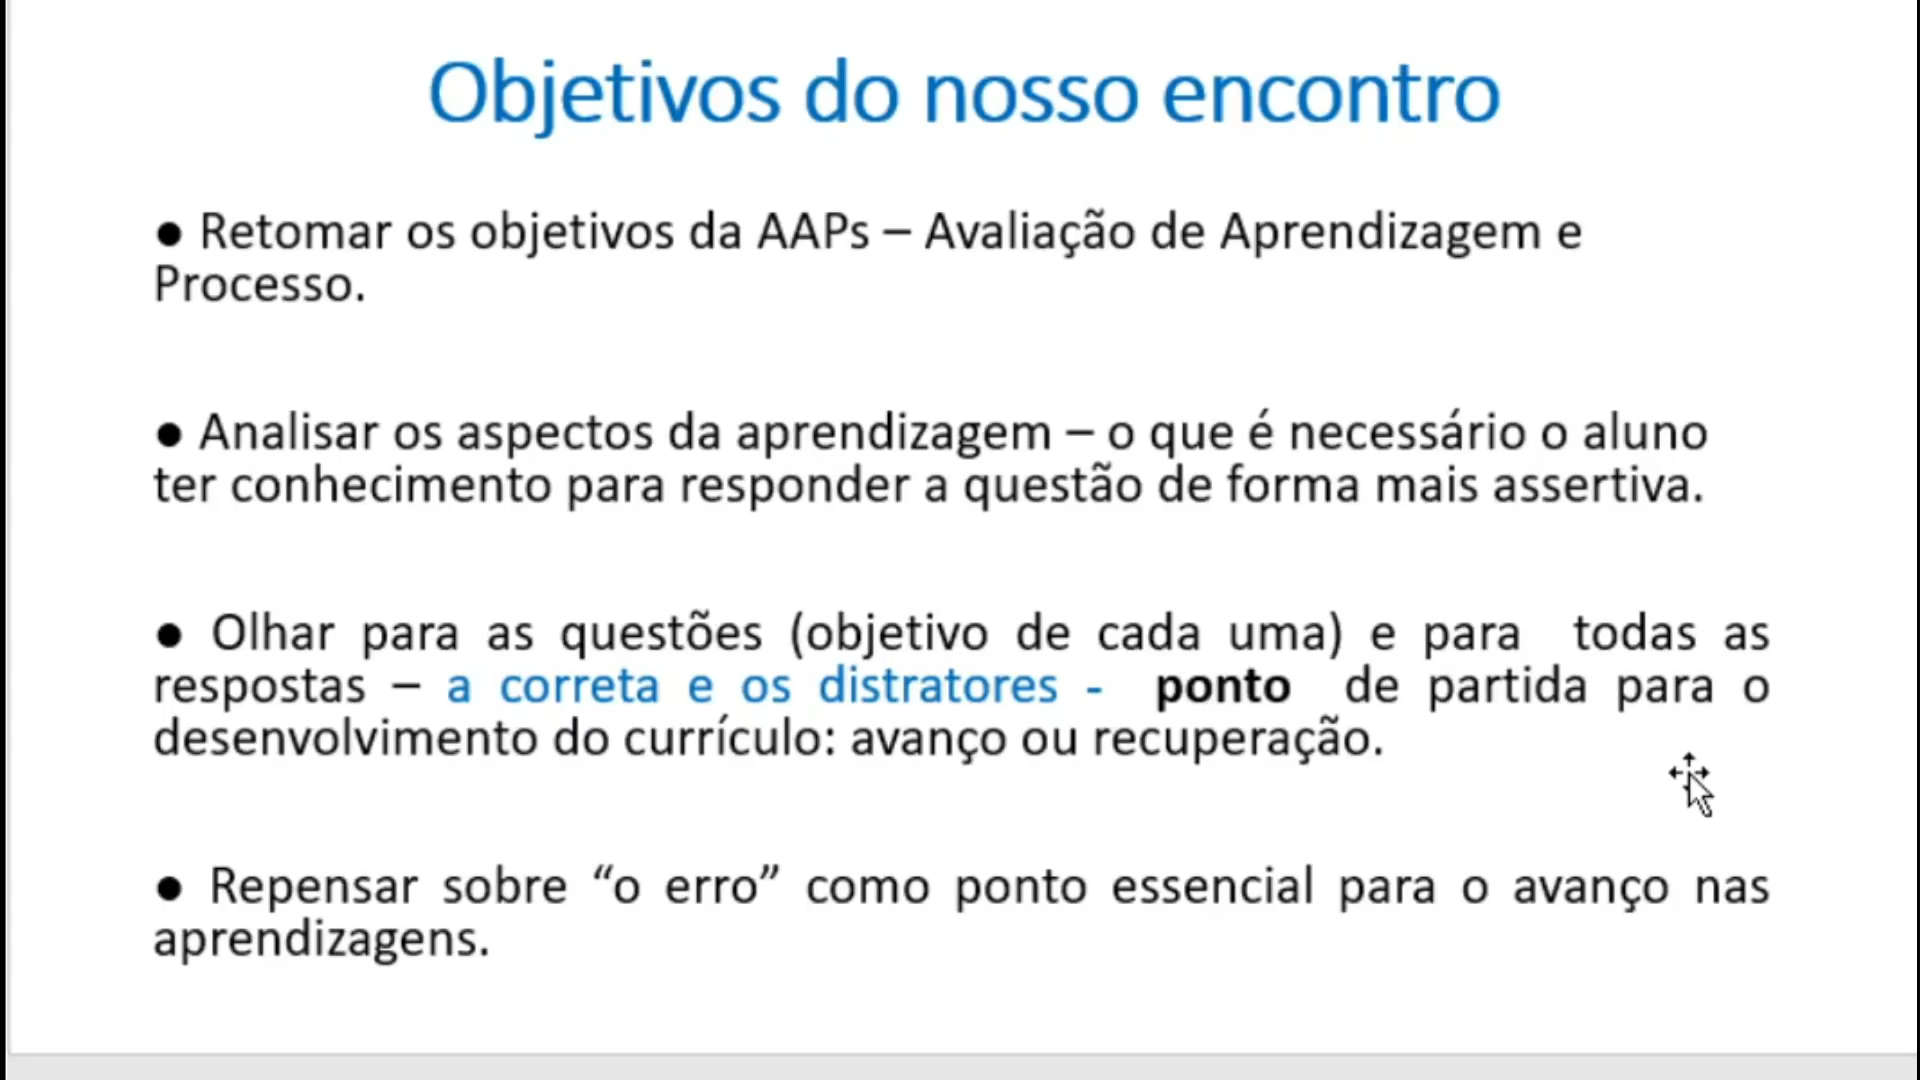 Objetivos do nosso encontro
● Retomar os objetivos da AAPs – Avaliação de Aprendizagem e
Processo.
● Analisar os aspectos da aprendizagem – o que é necessário o aluno
ter conhecimento para responder a questão de forma mais assertiva.
● Olhar para as questões (objetivo de cada uma) e para todas as
respostas – a correta e os distratores - ponto de partida para o
desenvolvimento do currículo: avanço ou recuperação.
● Repensar sobre “o erro” como ponto essencial para o avanço nas
aprendizagens.